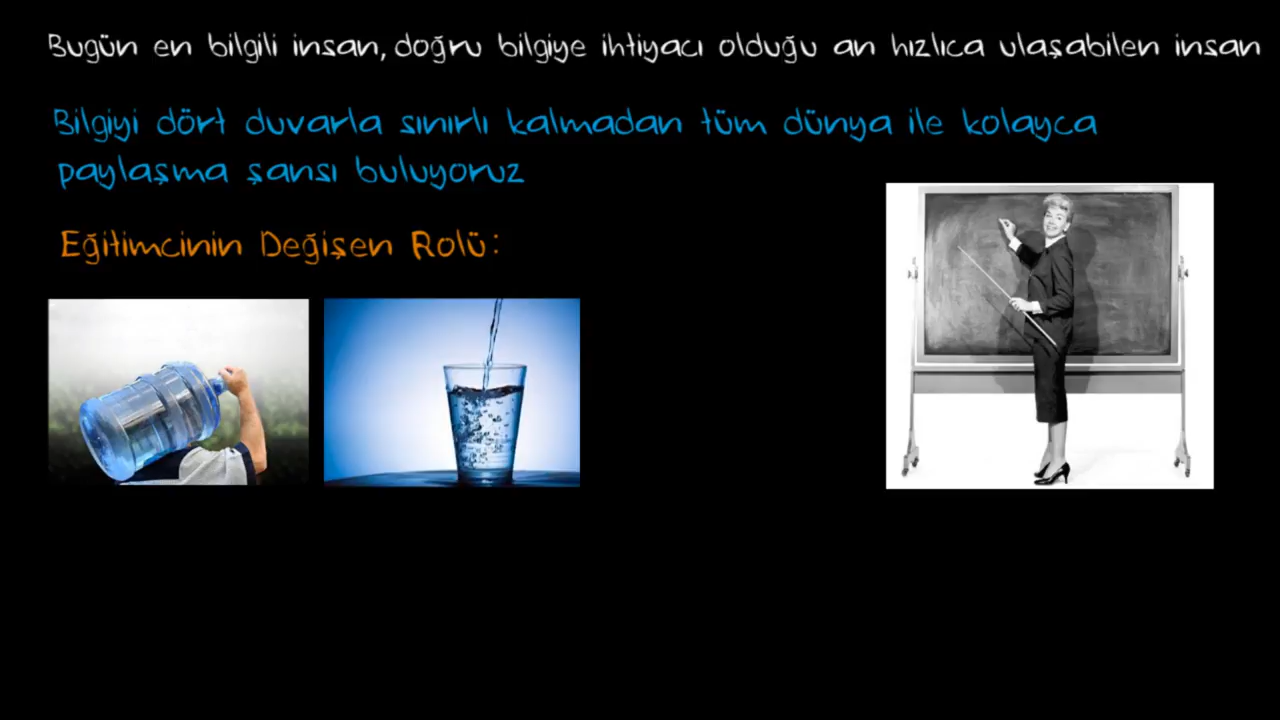 Bugün en bilgili insan, doğru bilgiye ihtiyacı olduğu an hızlıca ulaşabilen insan
Bilgiyi dört duvarla sınırlı kalmadan tüm dünya ile kolayca
paylaşma şansı buluyoruz
Eğitimcinin Değişen Rolü: